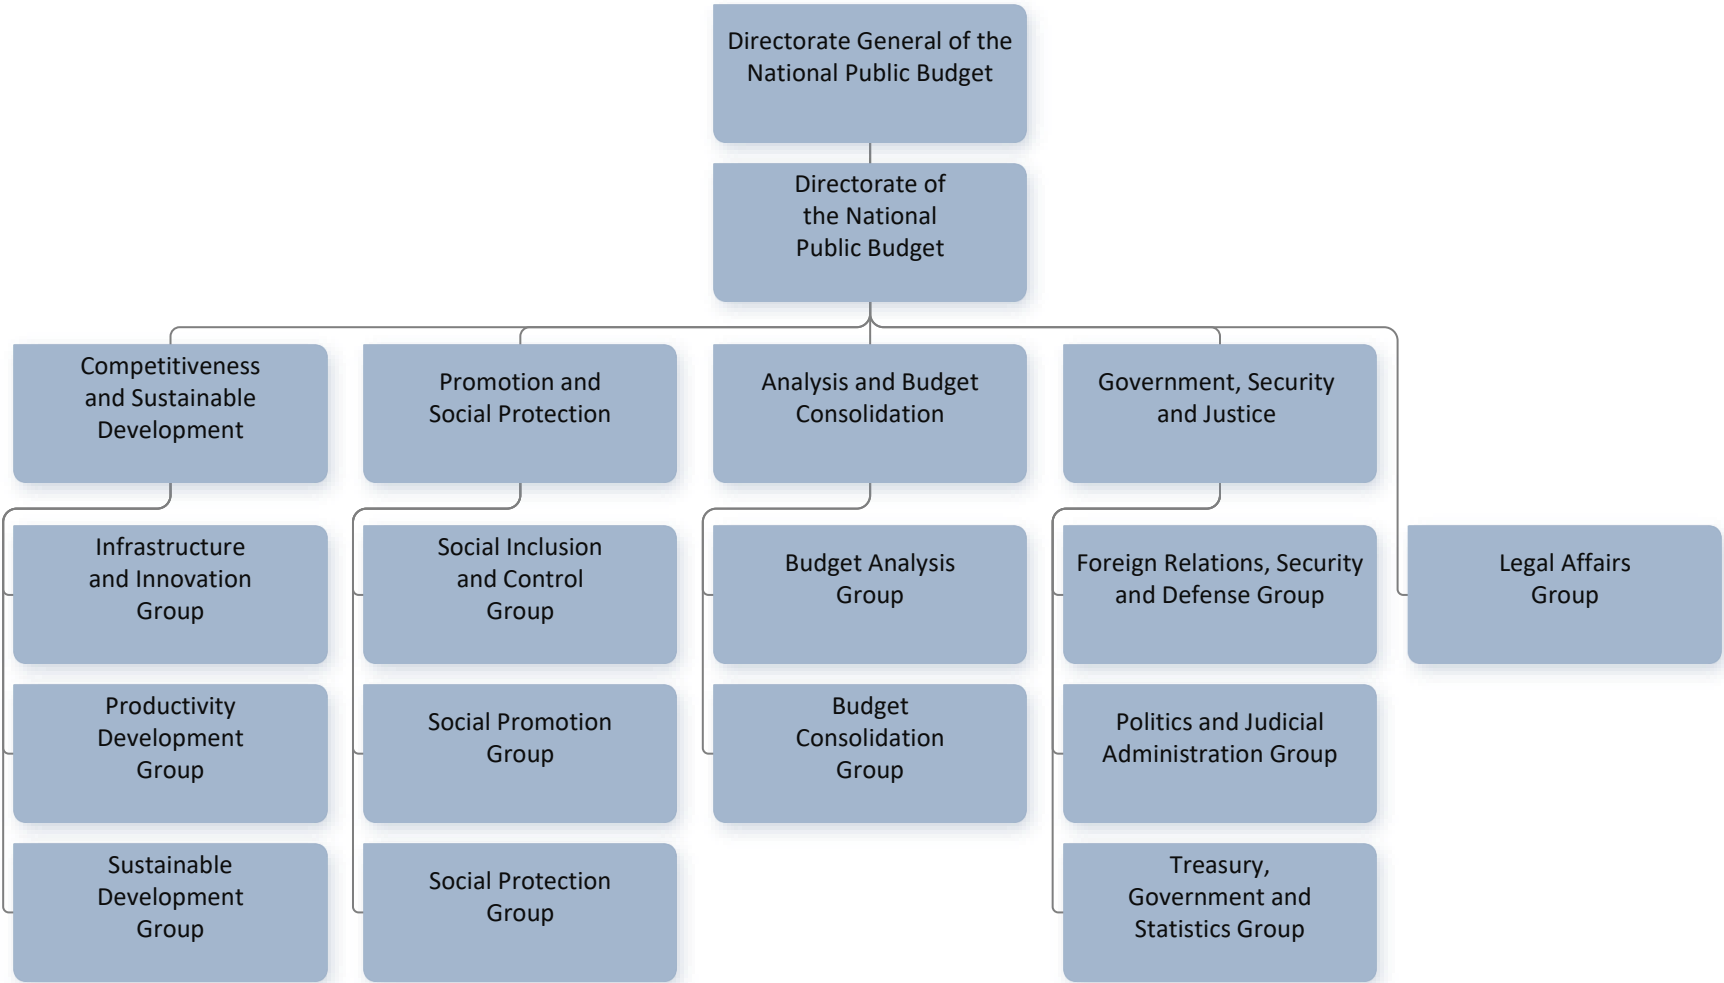 Directorate General of the
National Public Budget
Directorate of
the National
Public Budget
Competitiveness
and Sustainable
Development
Promotion and
Social Protection
Analysis and Budget
Consolidation
Government, Security
and Justice
Infrastructure
and Innovation
Group
Social Inclusion
and Control
Group
Budget Analysis
Group
Foreign Relations, Security
and Defense Group
Legal Affairs
Group
Productivity
Development
Group
Social Promotion
Group
Budget
Consolidation
Group
Politics and Judicial
Administration Group
Sustainable
Development
Group
Social Protection
Group
Treasury,
Government and
Statistics Group